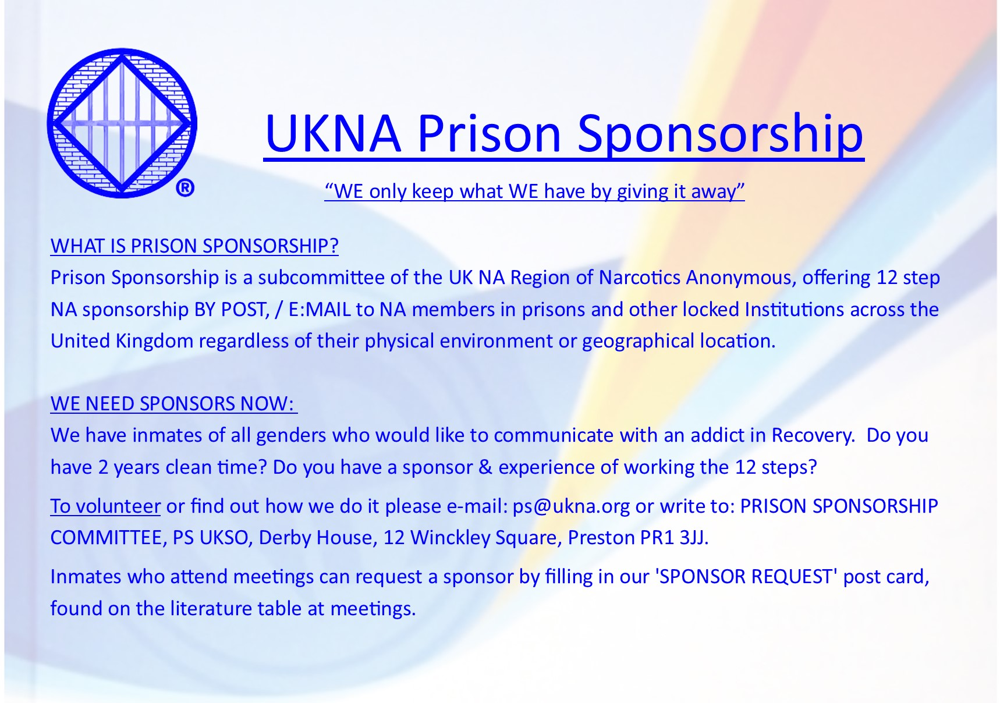 ®
UKNA Prison Sponsorship
“WE only keep what WE have by giving it away”
WHAT IS PRISON SPONSORSHIP?
Prison Sponsorship is a subcommittee of the UK NA Region of Narcotics Anonymous, offering 12 step
NA sponsorship BY POST, / E:MAIL to NA members in prisons and other locked Institutions across the
United Kingdom regardless of their physical environment or geographical location.
WE NEED SPONSORS NOW:
We have inmates of all genders who would like to communicate with an addict in Recovery.  Do you
have 2 years clean time? Do you have a sponsor & experience of working the 12 steps?
To volunteer or find out how we do it please e-mail: ps@ukna.org or write to: PRISON SPONSORSHIP
COMMITTEE, PS UKSO, Derby House, 12 Winckley Square, Preston PR1 3JJ.
Inmates who attend meetings can request a sponsor by filling in our 'SPONSOR REQUEST' post card,
found on the literature table at meetings.